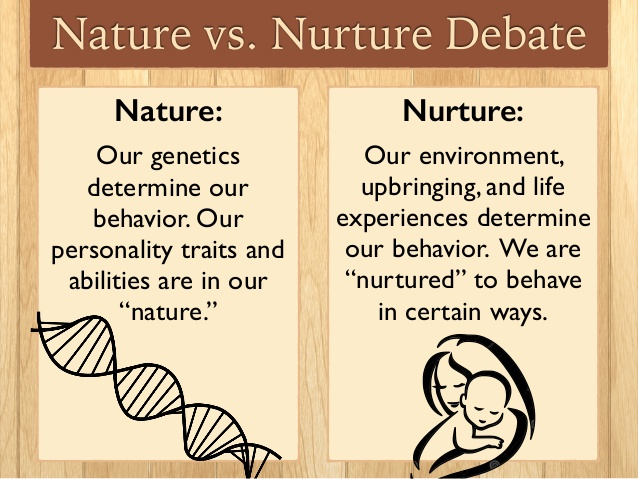 Nature vs. Nurture Debate
Nature:
Our genetics
determine our
behavior. Our
personality traits and
abilities are in our
“nature.”
Nurture:
Our environment,
upbringing, and life
experiences determine
our behavior.  We are
“nurtured” to behave
in certain ways.